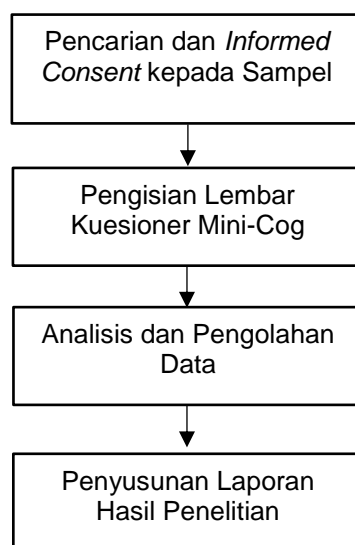 Pencarian dan Informed
Consent kepada Sampel
Pengisian Lembar
Kuesioner Mini-Cog
Analisis dan Pengolahan
Data
Penyusunan Laporan
Hasil Penelitian